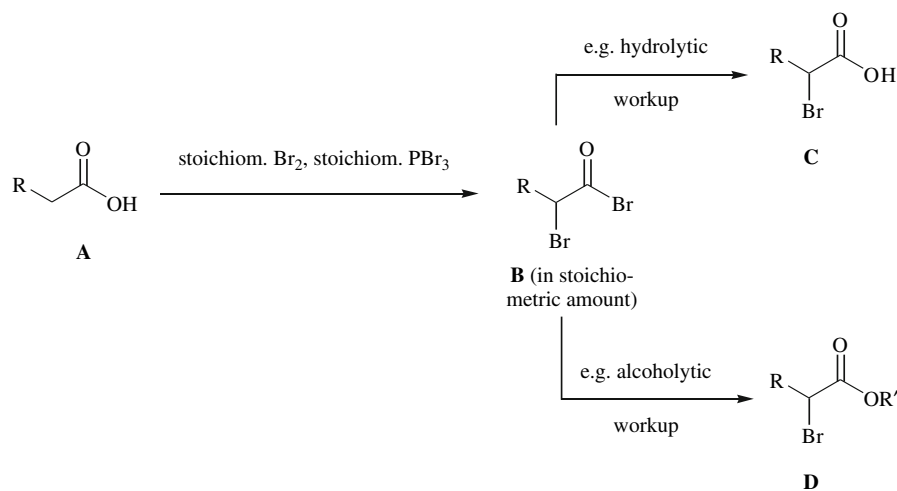 R
O
OH
A
stoichiom. Br2, stoichiom. PBr3
R
O
Br
Br
B (in stoichio-
metric amount)
e.g. hydrolytic
workup
R
O
OH
Br
C
e.g. alcoholytic
workup
R
O
OR′
Br
D